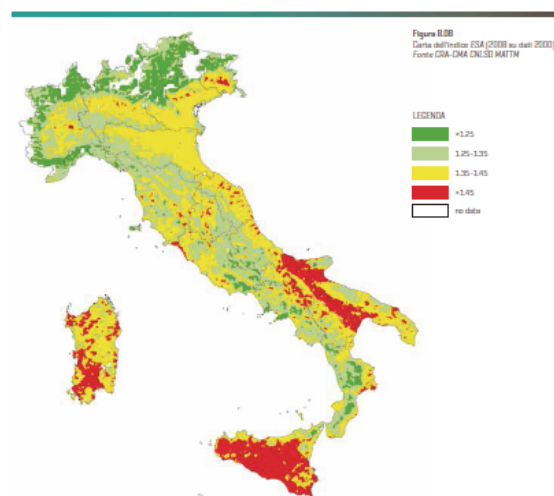 Figura 8.08
Carta dell'indice ESA (2008 su dati 2000)
Fonte CRA-CMA CNLSD MATTM
LEGENDA
<1.25
1.25-1.35
1.35-1.45
>1.45
no data